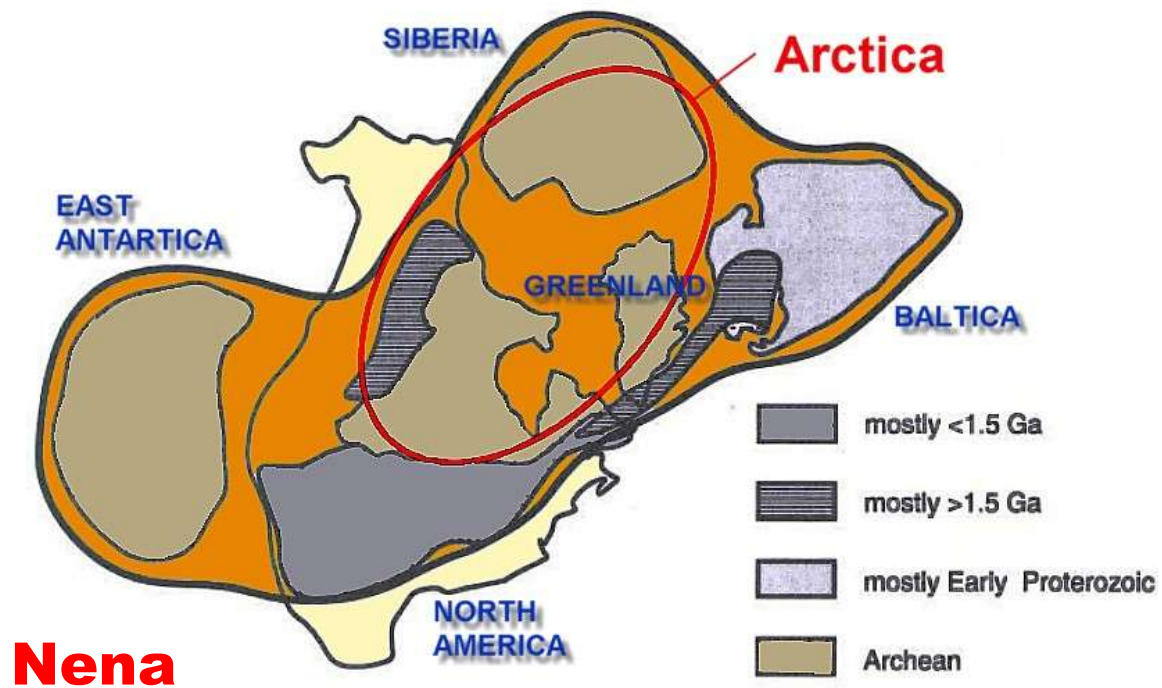 SIBERIA
Arctica
EAST
ANTARTICA
GREENLAND
BALTICA
mostly <1.5 Ga
mostly >1.5 Ga
mostly Early Proterozoic
NORTH
AMERICA
Archean
Nena